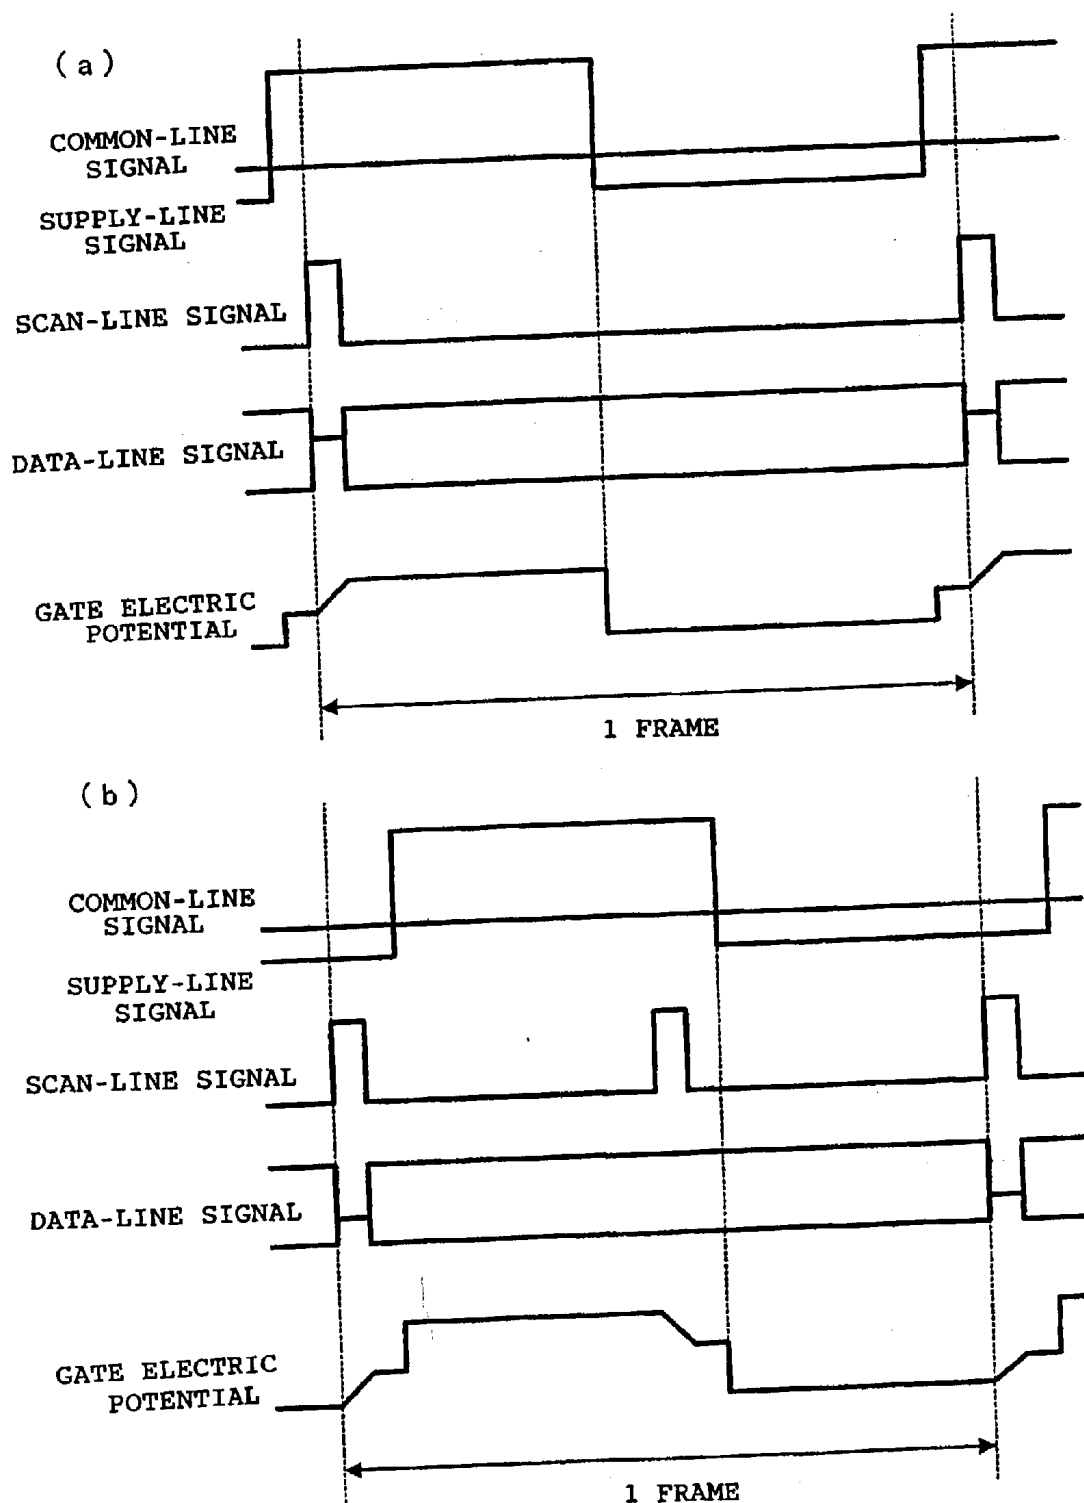 (a)
COMMON-LINE
SIGNAL
SUPPLY-LINE
SIGNAL
SCAN-LINE SIGNAL
DATA-LINE SIGNAL
GATE ELECTRIC
POTENTIAL
1 FRAME
(b)
COMMON-LINE
SIGNAL
SUPPLY-LINE
SIGNAL
SCAN-LINE SIGNAL
DATA-LINE SIGNAL
GATE ELECTRIC
POTENTIAL
1 FRAME